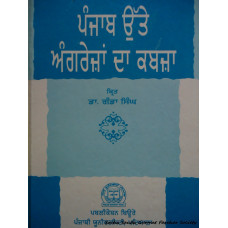 ਪੰਜਾਬ ਉੱਤੇ
ਅੰਗਰੇਜ਼ਾਂ ਦਾ ਕਬਜ਼ਾ
ਕ੍ਰਿਤ
ਡਾ. ਗੰਡਾ ਸਿੰਘ
ਪਬਲੀਕੇਸ਼ਨ ਬਿਊਰੋ
ਪੰਜਾਬੀ ਯੂਨੀਵਰਸਿਟੀ